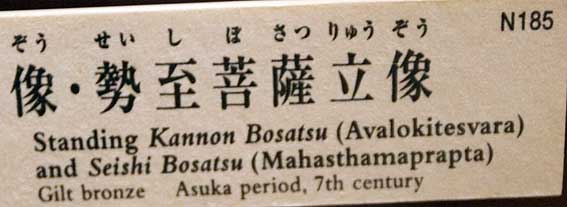 ぞう せいしぼさつりゅうぞう N185
像・勢至菩薩立像
Standing Kannon Bosatsu (Avalokitesvara)
and Seishi Bosatsu (Mahasthamaprapta)
Gilt bronze Asuka period, 7th century